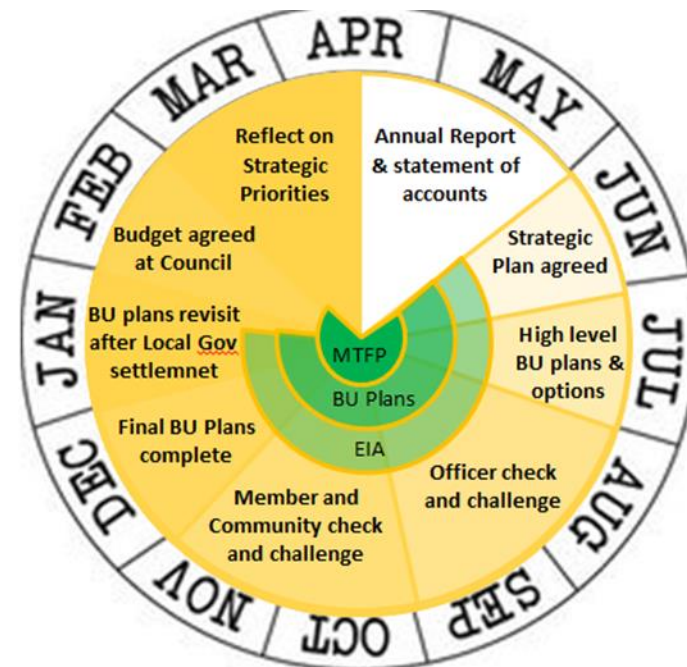 APR
MAY
JUN
JUL
AUG
SEP
OCT
NOV
DEC
JAN
FEB
MAR
Annual Report
& statement of
accounts
Strategic
Plan agreed
High level
BU plans &
options
Officer check
and challenge
Member and
Community check
and challenge
Final BU Plans
complete
BU plans revisit
after Local Gov
settlemnet
Budget agreed
at Council
Reflect on
Strategic
Priorities
MTFP
BU Plans
EIA